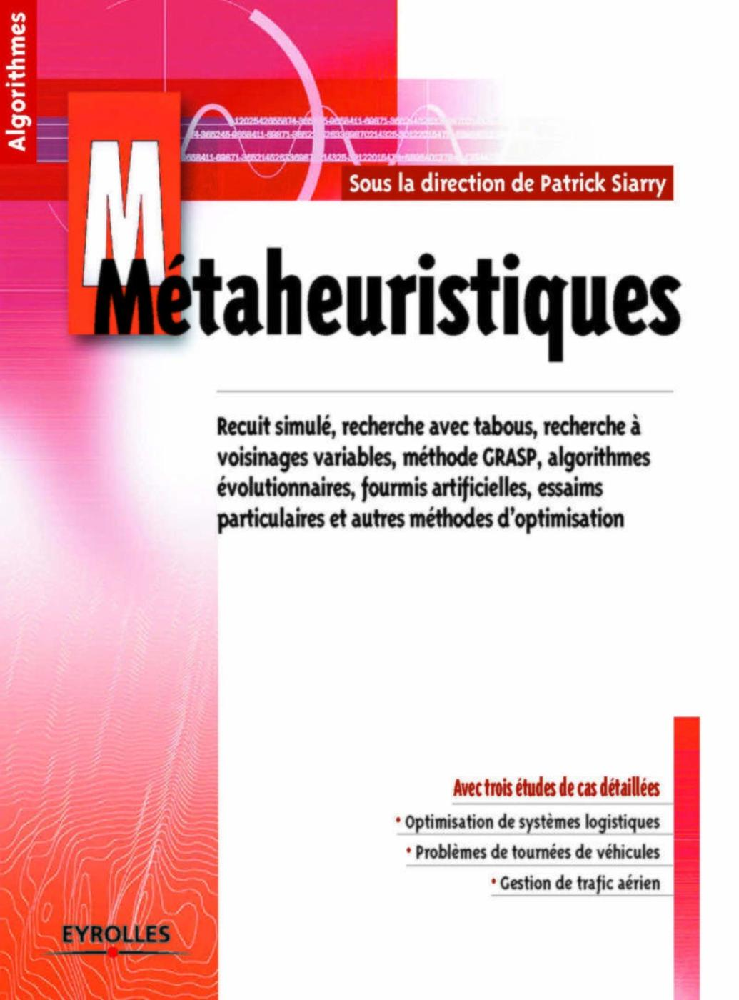 Algorithmes
Sous la direction de Patrick Siarry
M
Métaheuristiques
Recuit simulé, recherche avec tabous, recherche à
voisinages variables, méthode GRASP, algorithmes
évolutionnaires, fourmis artificielles, essaims
particulaires et autres méthodes d'optimisation
Avec trois études de cas détaillées
• Optimisation de systèmes logistiques
• Problèmes de tournées de véhicules
• Gestion de trafic aérien
EYROLLES